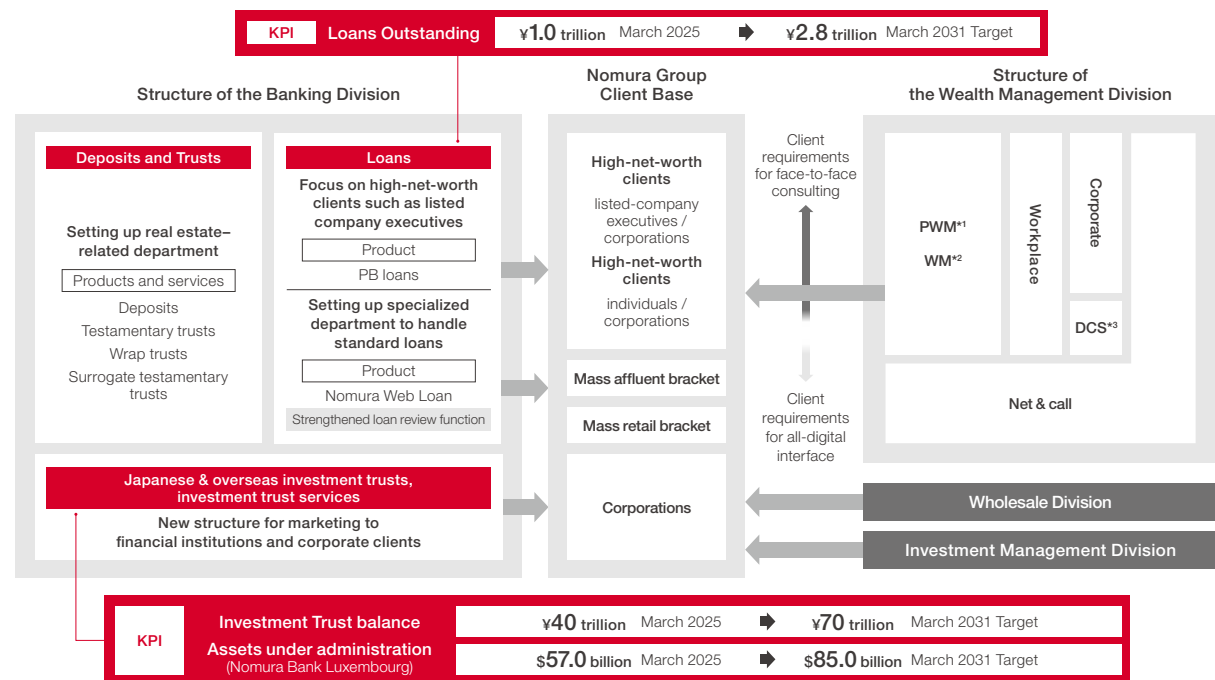 KPI Loans Outstanding ¥1.0 trillion March 2025 ¥2.8 trillion March 2031 Target
Structure of the Banking Division
Deposits and Trusts
Setting up real estate–
related department
Products and services
Deposits
Testamentary trusts
Wrap trusts
Surrogate testamentary
trusts
Loans
Focus on high-net-worth
clients such as listed
company executives
Product
PB loans
Setting up specialized
department to handle
standard loans
Product
Nomura Web Loan
Strengthened loan review function
Japanese & overseas investment trusts,
investment trust services
New structure for marketing to
financial institutions and corporate clients
Nomura Group
Client Base
High-net-worth
clients
listed-company
executives /
corporations
High-net-worth
clients
individuals /
corporations
Mass affluent bracket
Mass retail bracket
Corporations
Client
requirements
for face-to-face
consulting
Client
requirements
for all-digital
interface
Structure of
the Wealth Management Division
PWM*1
WM*2
Workplace
Corporate
DCS*3
Net & call
Wholesale Division
Investment Management Division
KPI
Investment Trust balance ¥40 trillion March 2025 ¥70 trillion March 2031 Target
Assets under administration
(Nomura Bank Luxembourg)
$57.0 billion March 2025 $85.0 billion March 2031 Target